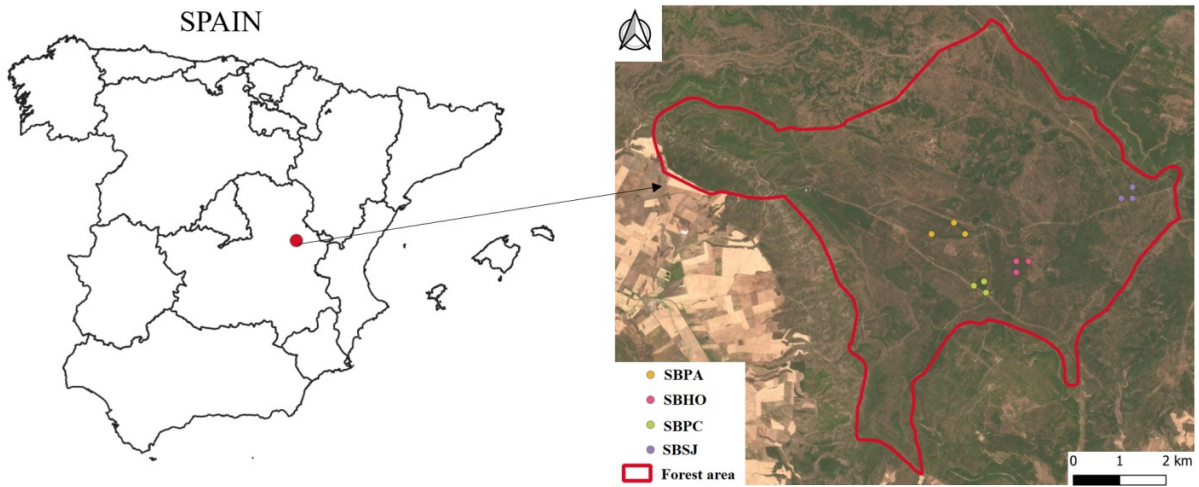 SPAIN
SBPA
SBHO
SBPC
SBSJ
Forest area
0 1 2 km